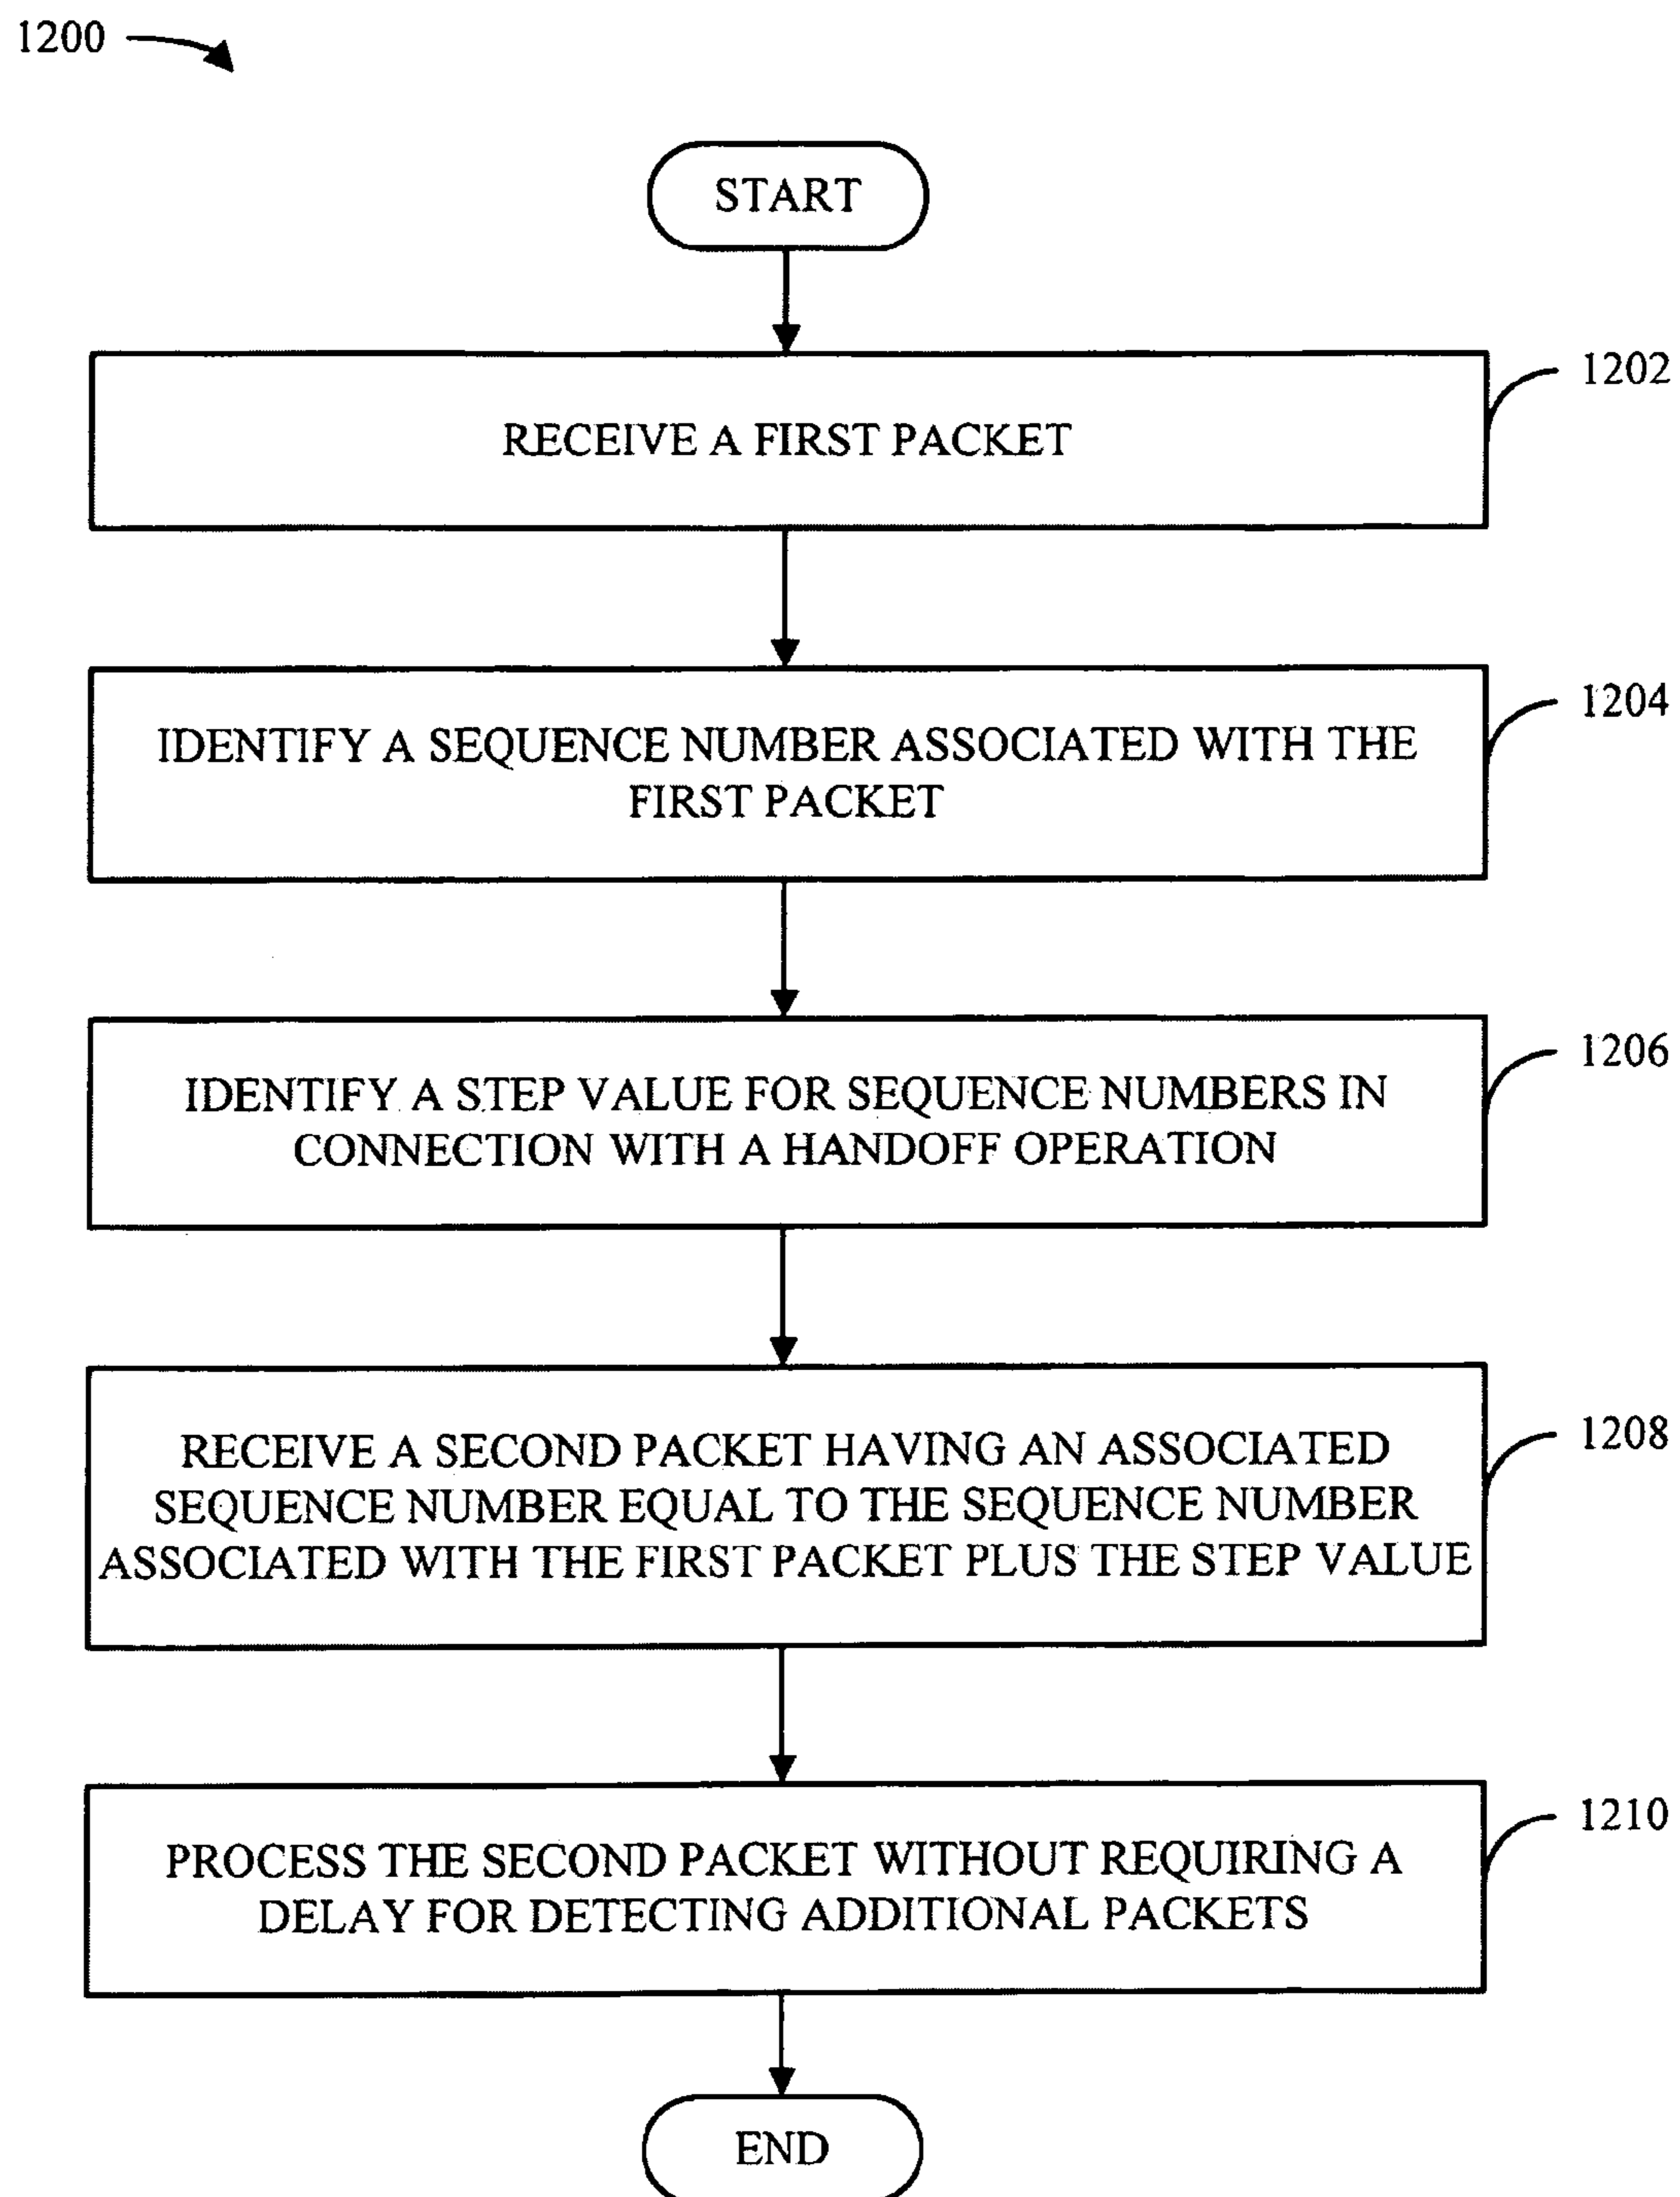 1200
START
RECEIVE A FIRST PACKET
1202
IDENTIFY A SEQUENCE NUMBER ASSOCIATED WITH THE
FIRST PACKET
1204
IDENTIFY A STEP VALUE FOR SEQUENCE NUMBERS IN
CONNECTION WITH A HANDOFF OPERATION
1206
RECEIVE A SECOND PACKET HAVING AN ASSOCIATED
SEQUENCE NUMBER EQUAL TO THE SEQUENCE NUMBER
ASSOCIATED WITH THE FIRST PACKET PLUS THE STEP VALUE
1208
PROCESS THE SECOND PACKET WITHOUT REQUIRING A
DELAY FOR DETECTING ADDITIONAL PACKETS
1210
END